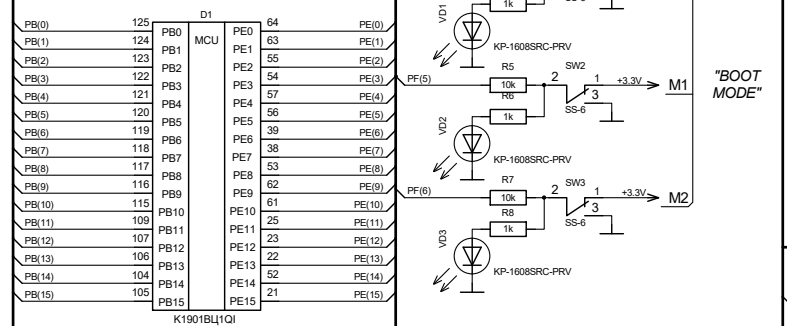 D1
MCU
K1901ВЦ1QI
PB(0) 125 PB0 PE0 64 PE(0)
PB(1) 124 PB1 PE1 63 PE(1)
PB(2) 123 PB2 PE2 55 PE(2)
PB(3) 122 PB3 PE3 54 PE(3)
PB(4) 121 PB4 PE4 57 PE(4)
PB(5) 120 PB5 PE5 56 PE(5)
PB(6) 119 PB6 PE6 39 PE(6)
PB(7) 118 PB7 PE7 38 PE(7)
PB(8) 117 PB8 PE8 53 PE(8)
PB(9) 116 PB9 PE9 62 PE(9)
PB(10) 115 PB10 PE10 61 PE(10)
PB(11) 109 PB11 PE11 25 PE(11)
PB(12) 107 PB12 PE12 23 PE(12)
PB(13) 106 PB13 PE13 22 PE(13)
PB(14) 104 PB14 PE14 52 PE(14)
PB(15) 105 PB15 PE15 21 PE(15)
1k
VD1
KP-1608SRC-PRV
PF(5)
R5
10k
R6
1k
SW2
2 1 +3.3V M1
3
SS-6
VD2
KP-1608SRC-PRV
PF(6)
R7
10k
R8
1k
SW3
2 1 +3.3V M2
3
SS-6
VD3
KP-1608SRC-PRV
"BOOT
MODE"